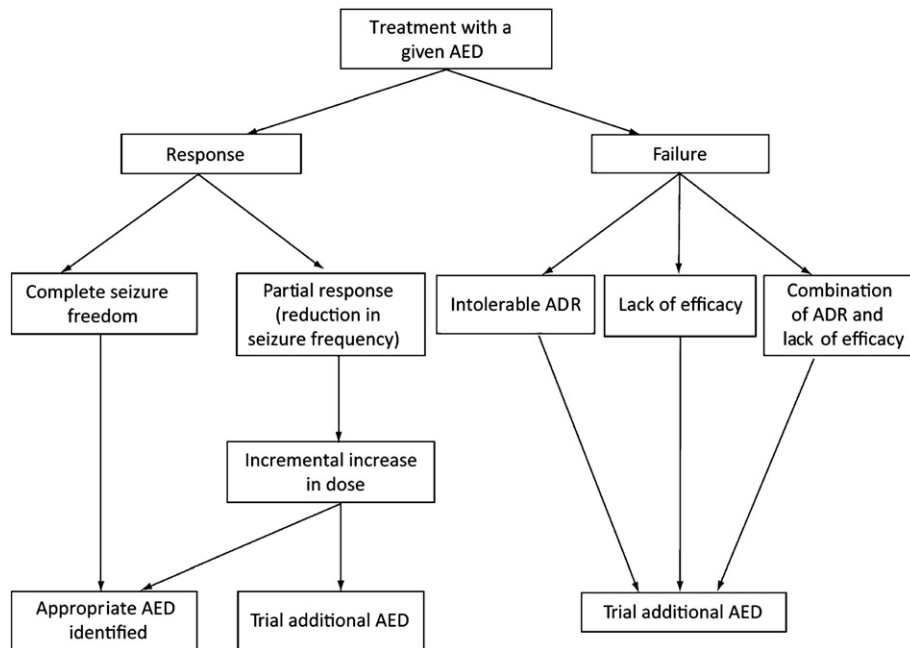 Treatment with a
given AED
Response
Failure
Complete seizure
freedom
Partial response
(reduction in
seizure frequency)
Intolerable ADR
Lack of efficacy
Combination
of ADR and
lack of efficacy
Incremental increase
in dose
Appropriate AED
identified
Trial additional AED
Trial additional AED